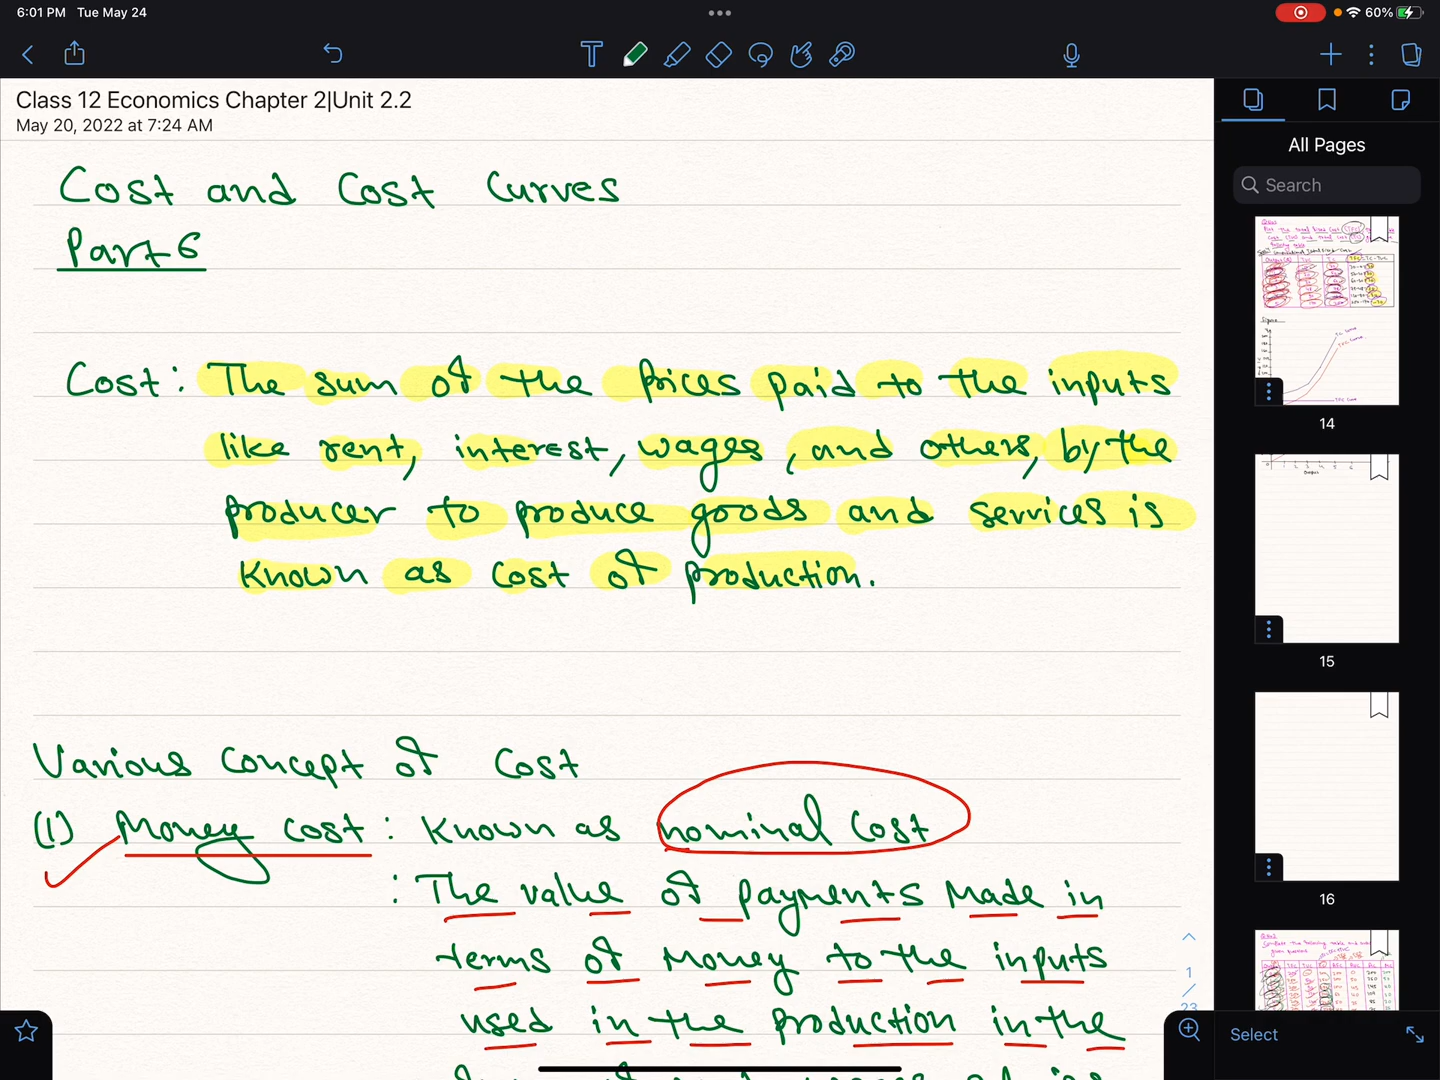 6:01 PM Tue May 24
60%
Class 12 Economics Chapter 2|Unit 2.2
May 20, 2022 at 7:24 AM
Cost and Cost Curves
Part 6
Cost: The sum of the prices paid to the inputs
like rent, interest, wages, and others, by the
producer to produce goods and services is
known as cost of production.
Various concept of Cost
(1) Money cost: Known as nominal Cost
: The value of payments made in
terms of money to the inputs
used in the production in the
1
/
23
All Pages
Search
14
15
16
Select